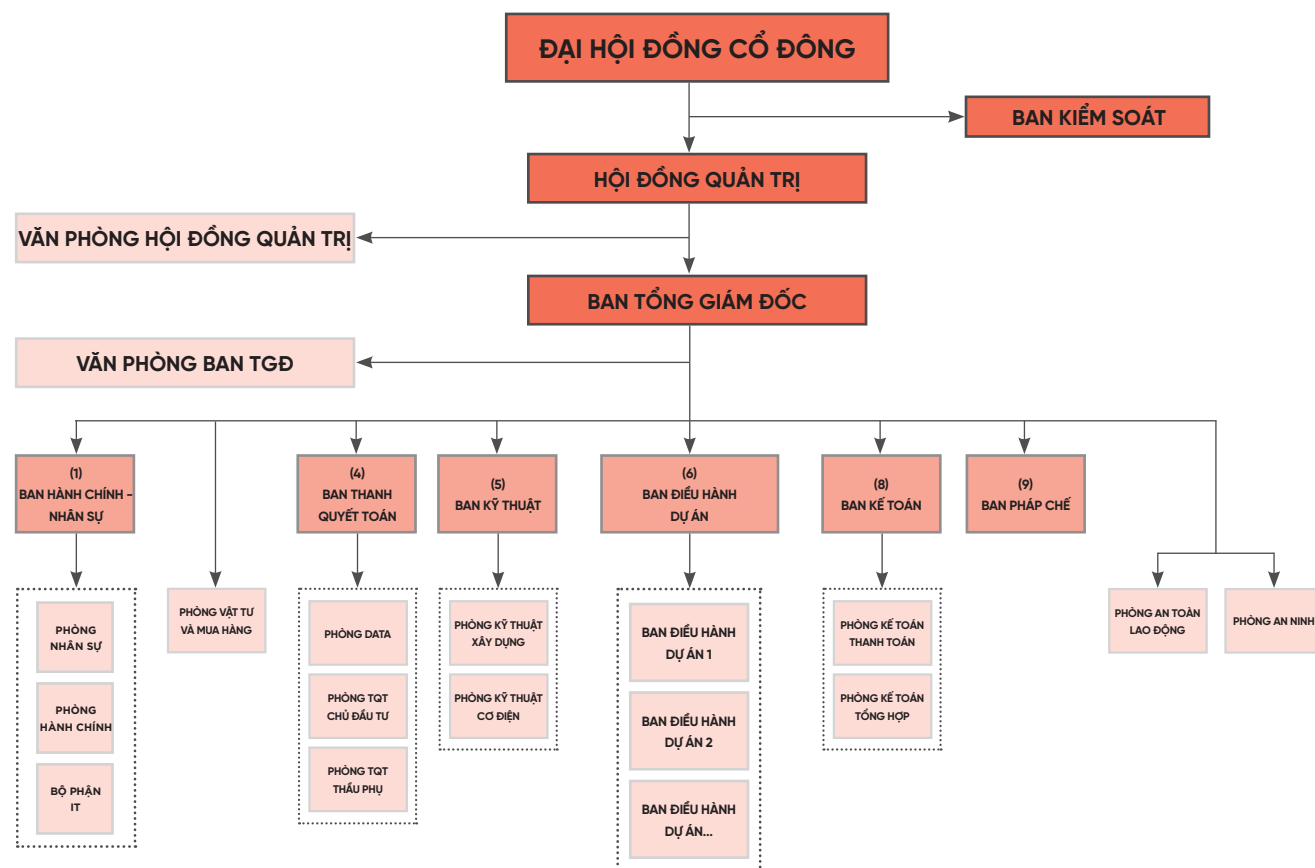 ĐẠI HỘI ĐỒNG CỔ ĐÔNG
BAN KIỂM SOÁT
HỘI ĐỒNG QUẢN TRỊ
VĂN PHÒNG HỘI ĐỒNG QUẢN TRỊ
BAN TỔNG GIÁM ĐỐC
VĂN PHÒNG BAN TGĐ
(1)
BAN HÀNH CHÍNH -
NHÂN SỰ
(4)
BAN THANH
QUYẾT TOÁN
(5)
BAN KỸ THUẬT
(6)
BAN ĐIỀU HÀNH
DỰ ÁN
(8)
BAN KẾ TOÁN
(9)
BAN PHÁP CHẾ
PHÒNG
NHÂN SỰ
PHÒNG
HÀNH CHÍNH
BỘ PHẬN
IT
PHÒNG VẬT TƯ
VÀ MUA HÀNG
PHÒNG DATA
PHÒNG TQT
CHỦ ĐẦU TƯ
PHÒNG TQT
THẦU PHỤ
PHÒNG KỸ THUẬT
XÂY DỰNG
PHÒNG KỸ THUẬT
CƠ ĐIỆN
BAN ĐIỀU HÀNH
DỰ ÁN 1
BAN ĐIỀU HÀNH
DỰ ÁN 2
BAN ĐIỀU HÀNH
DỰ ÁN...
PHÒNG KẾ TOÁN
THANH TOÁN
PHÒNG KẾ TOÁN
TỔNG HỢP
PHÒNG AN TOÀN
LAO ĐỘNG
PHÒNG AN NINH